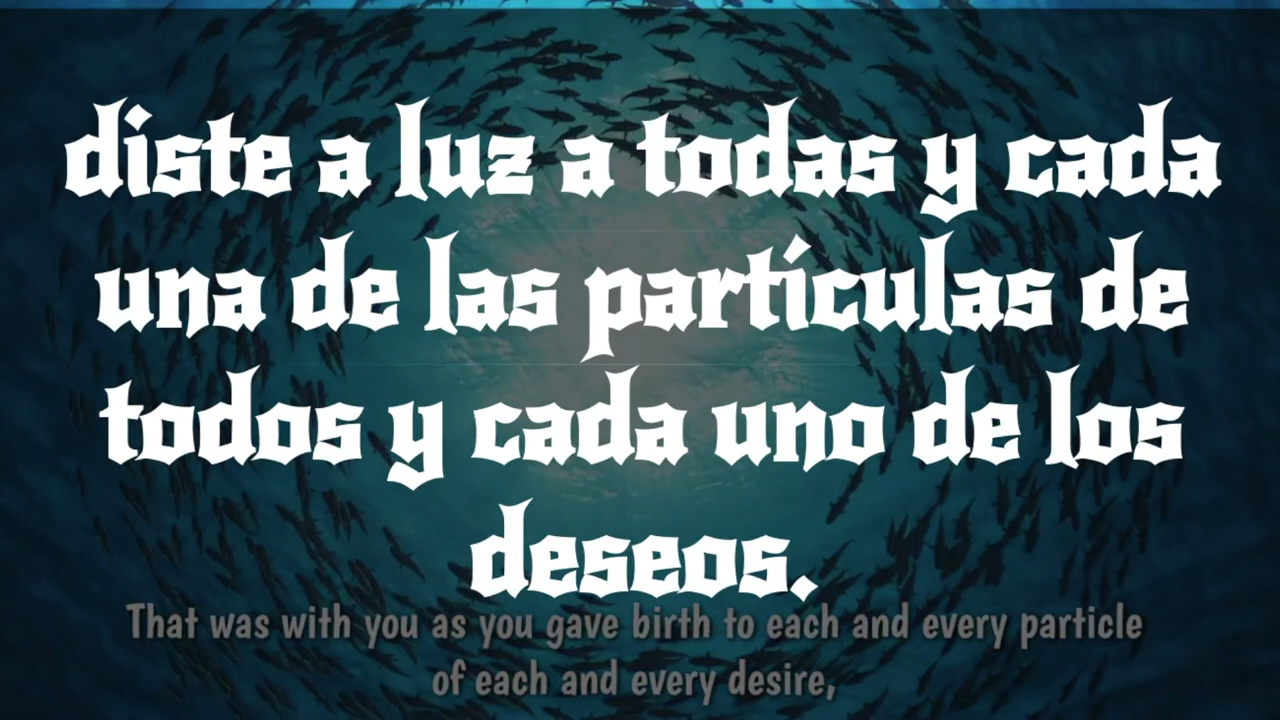 diste a luz a todas y cada
una de las partículas de
todos y cada uno de los
deseos.
That was with you as you gave birth to each and every particle
of each and every desire,